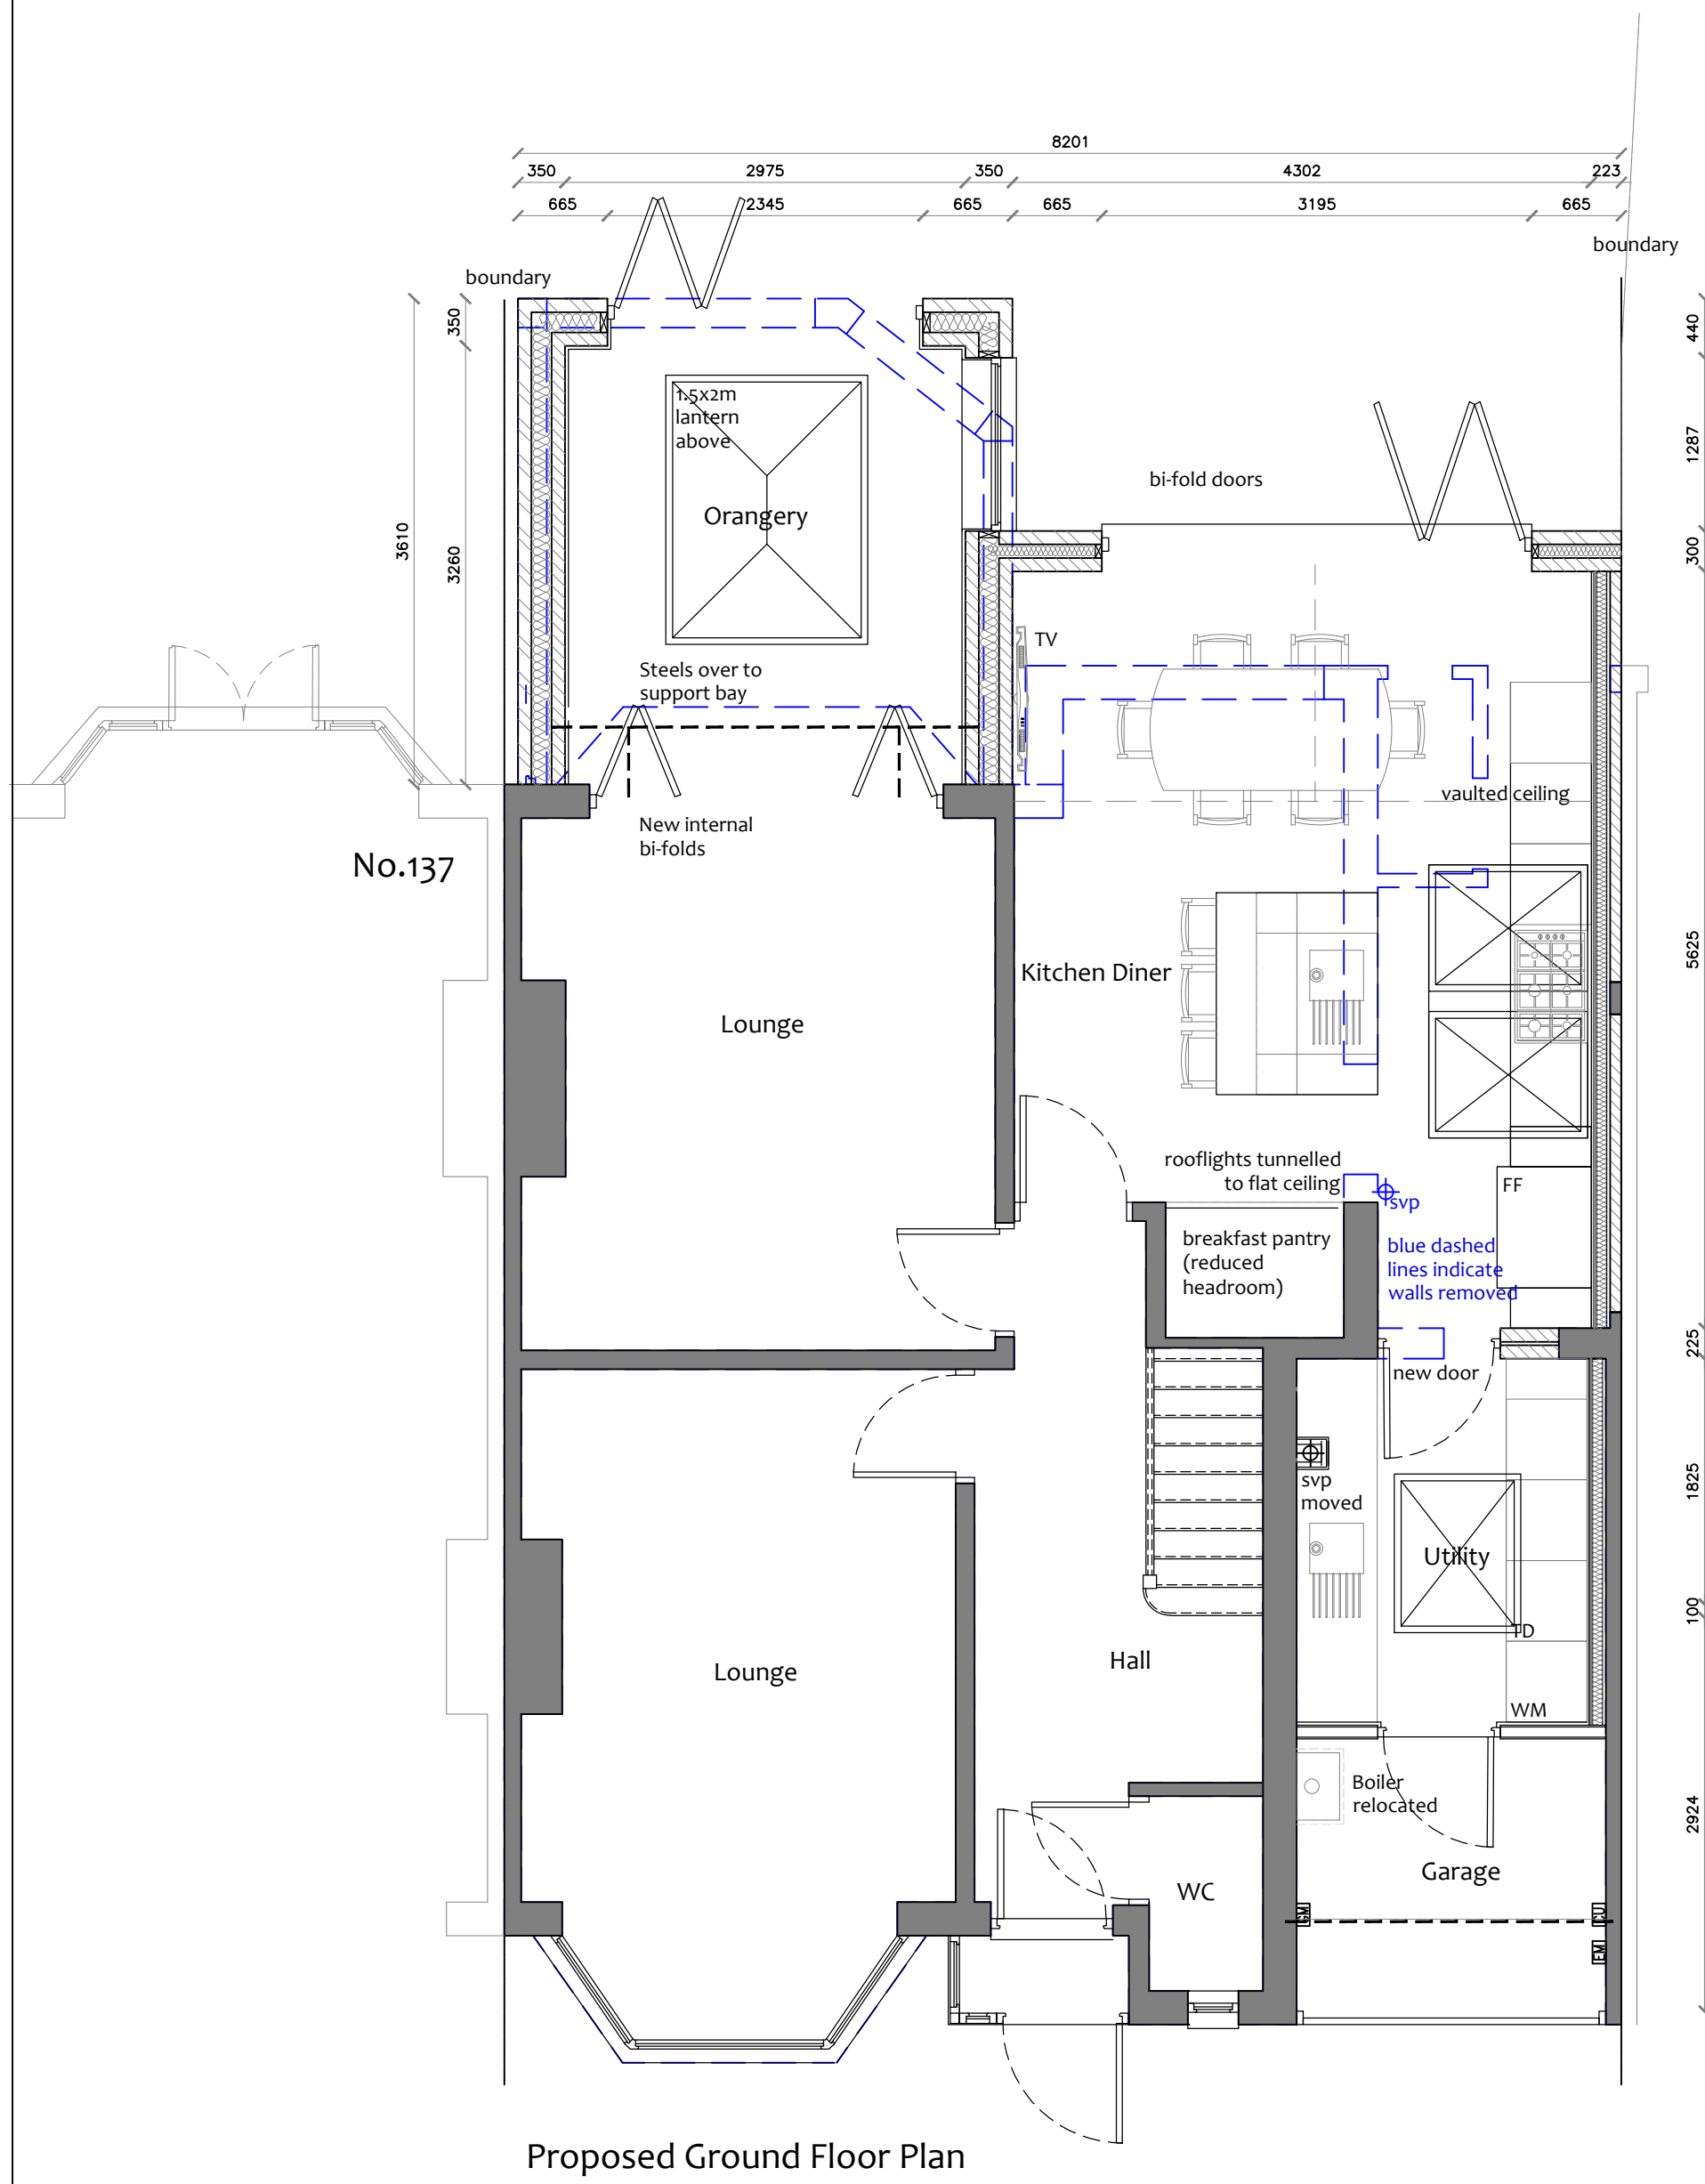 8201
350 2975 350 4302 223
665 2345 665 665 3195 665
boundary
boundary
350
3610
3260
440
1287
300
5625
225
1825
100
2924
1.5x2m
lantern
above
Orangery
bi-fold doors
TV
Steels over to
support bay
New internal
bi-folds
vaulted ceiling
No.137
Kitchen Diner
Lounge
rooflights tunnelled
to flat ceiling
FF
svp
breakfast pantry
(reduced
headroom)
blue dashed
lines indicate
walls removed
new door
svp
moved
Utility
TD
WM
Lounge
Hall
Boiler
relocated
Garage
WC
GM
CU
EM
Proposed Ground Floor Plan